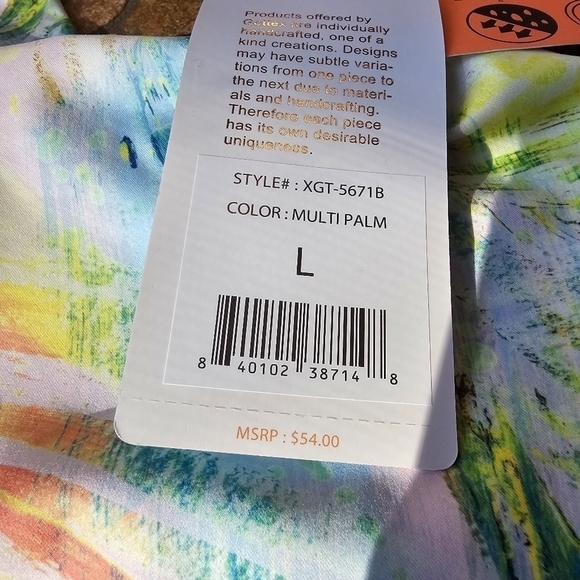 Products offered by
Gottex are individually
handcrafted, one of a
kind creations. Designs
may have subtle varia-
tions from one piece to
the next due to materi-
als and handcrafting.
Therefore each piece
has its own desirable
uniqueness.
STYLE# : XGT-5671B
COLOR : MULTI PALM
L
8 40102 38714 8
MSRP : $54.00